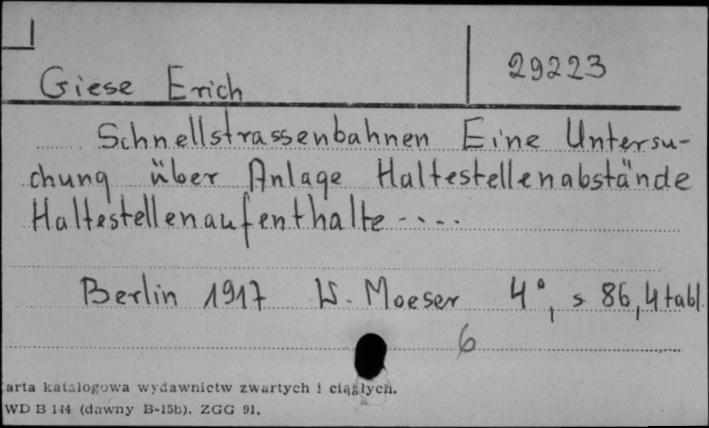 29223
Giese Erich
Schnellstrassenbahnen Eine Untersu-
chung über Anlage Haltestellenabstände
Haltestellenaufenthalte - . . .
Berlin 1917 W. Moeser 4°, s 86, 4 tabl.
6
arta katalogowa wydawnictw zwartych i ciągłych.
WD B 144 (dawny B-15b). ZGG 91.